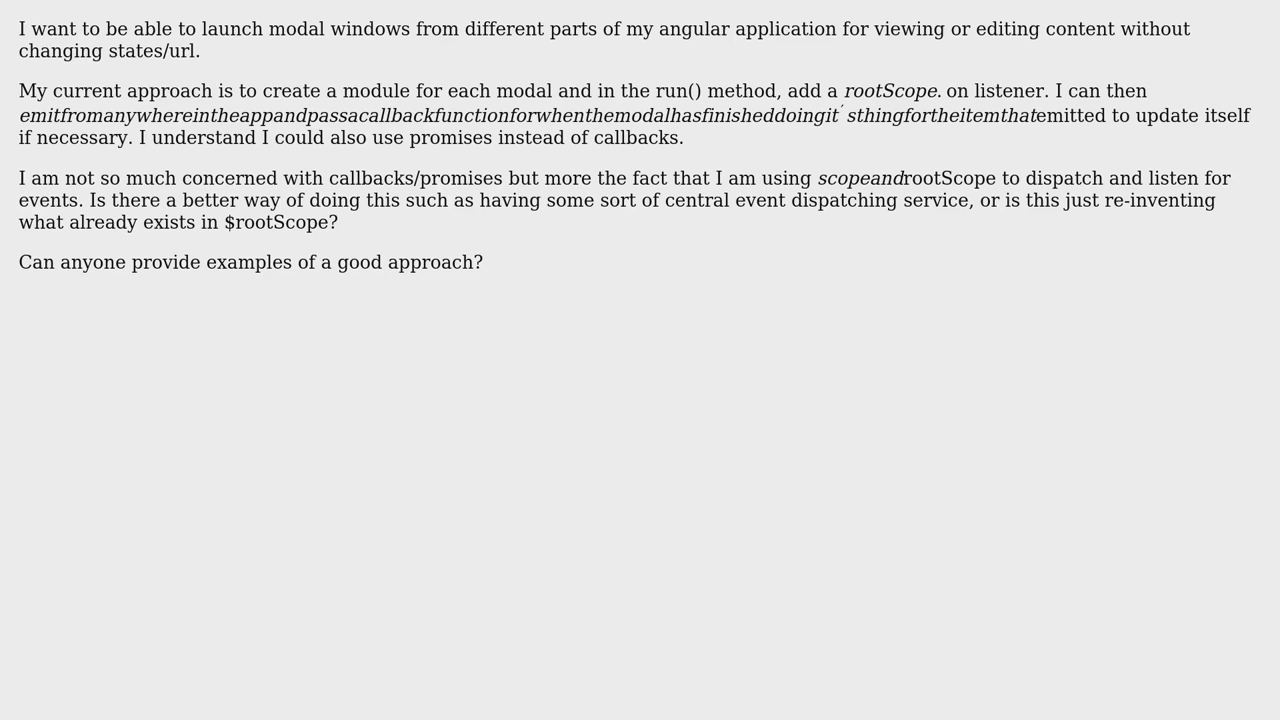 I want to be able to launch modal windows from different parts of my angular application for viewing or editing content without
changing states/url.
My current approach is to create a module for each modal and in the run() method, add a rootScope. on listener. I can then
emitfromanywhereintheappandpassacallbackfunctionforwhenthemodalhasfinisheddoingit′sthingfortheitemthatemitted to update itself
if necessary. I understand I could also use promises instead of callbacks.
I am not so much concerned with callbacks/promises but more the fact that I am using scopeandrootScope to dispatch and listen for
events. Is there a better way of doing this such as having some sort of central event dispatching service, or is this just re-inventing
what already exists in $rootScope?
Can anyone provide examples of a good approach?